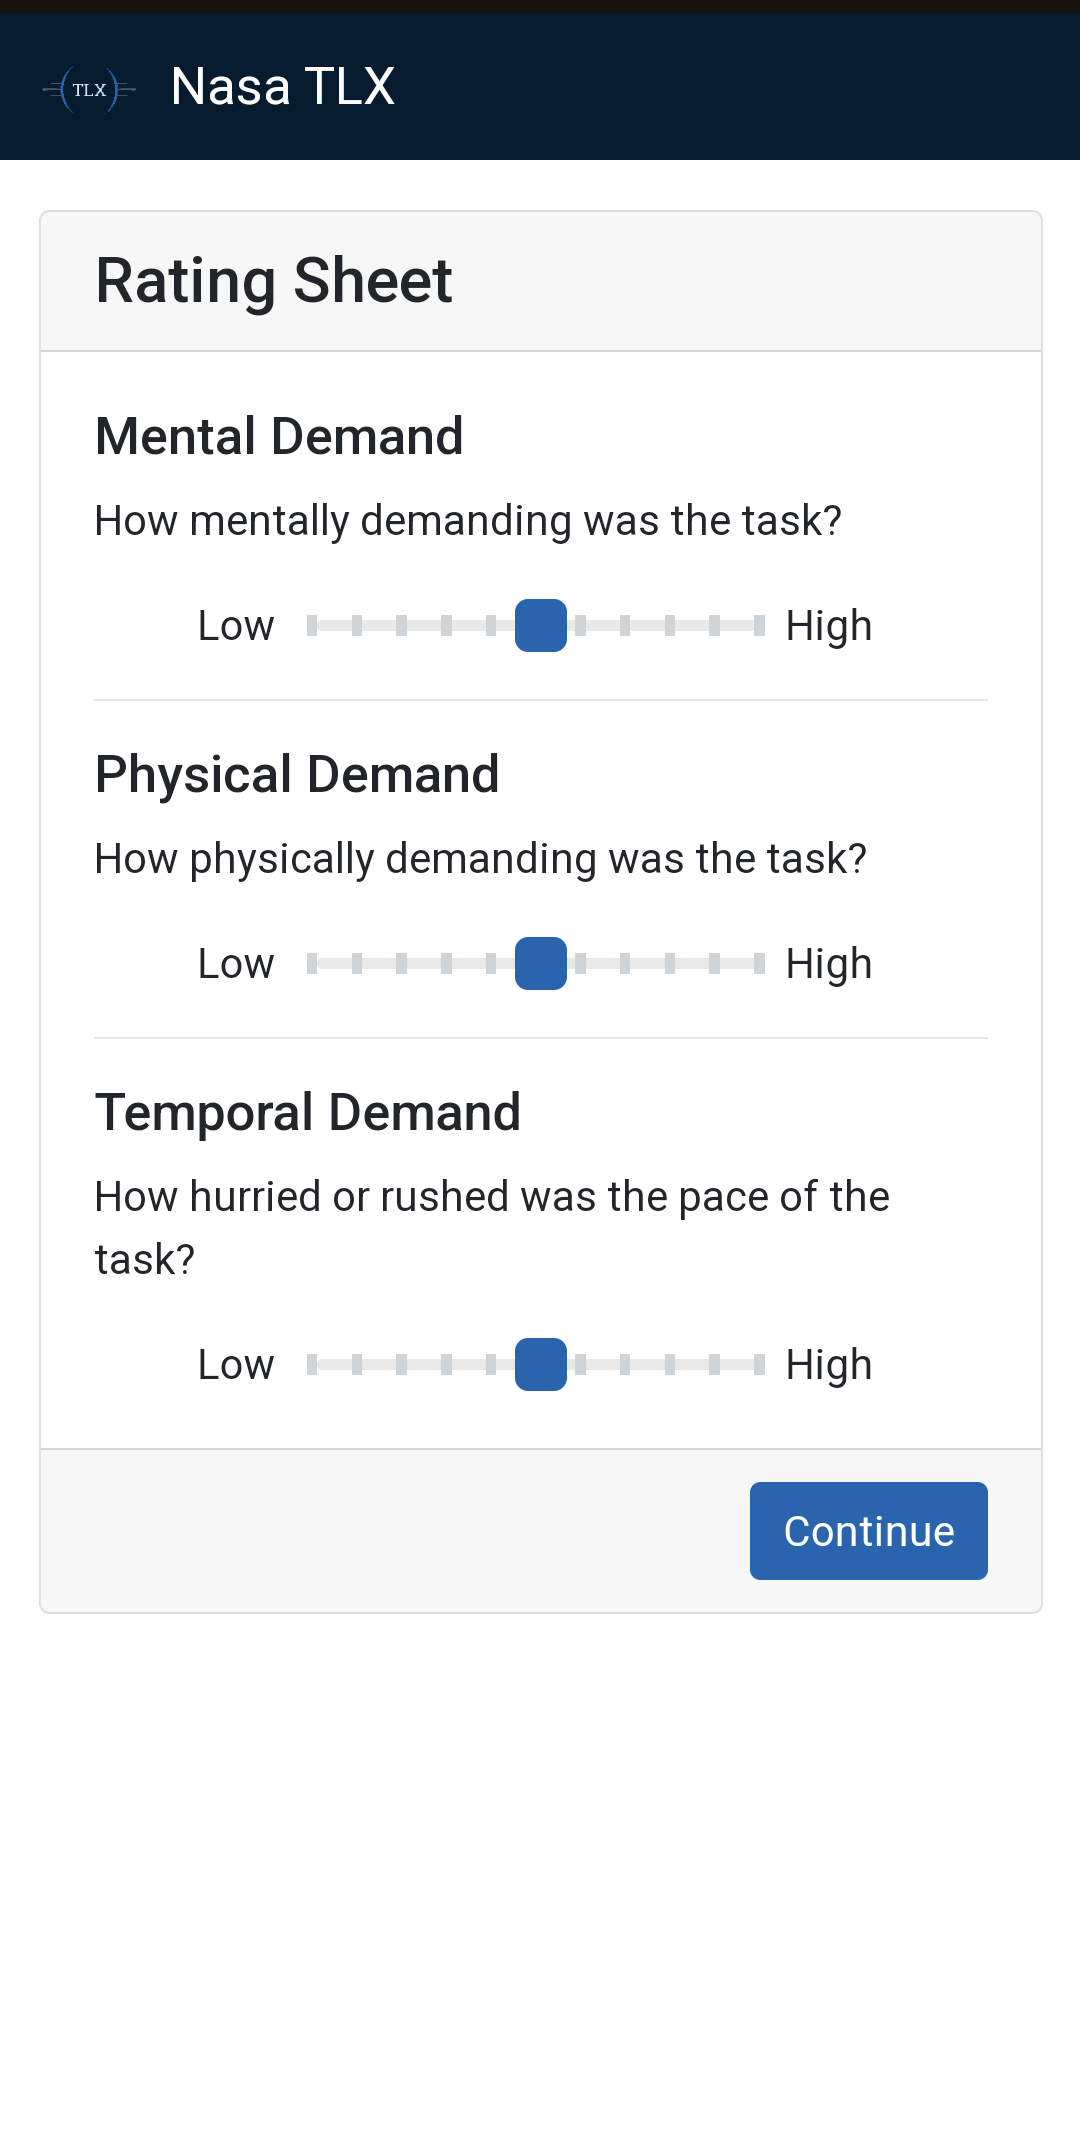 TLX
Nasa TLX
Rating Sheet
Mental Demand
How mentally demanding was the task?
Low High
Physical Demand
How physically demanding was the task?
Low High
Temporal Demand
How hurried or rushed was the pace of the
task?
Low High
Continue